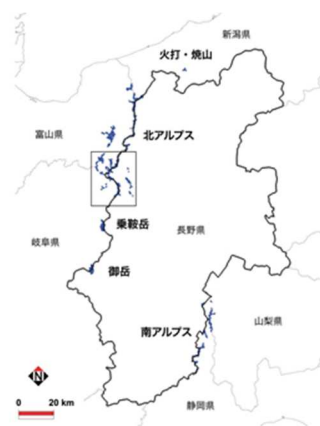 新潟県
火打・焼山
富山県
北アルプス
乗鞍岳
長野県
岐阜県
御岳
山梨県
南アルプス
N
0 20 km
静岡県